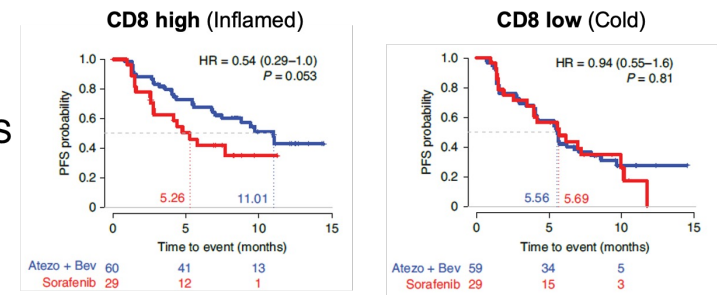 CD8 high (Inflamed)
HR = 0.54 (0.29–1.0)
P = 0.053
PFS probability
1.0
0.8
0.6
0.4
0.2
0
5.26
11.01
0 5 10 15
Time to event (months)
Atezo + Bev 60 41 13
Sorafenib 29 12 1
CD8 low (Cold)
HR = 0.94 (0.55–1.6)
P = 0.81
PFS probability
1.0
0.8
0.6
0.4
0.2
0
5.56 5.69
0 5 10 15
Time to event (months)
Atezo + Bev 59 34 5
Sorafenib 29 15 3